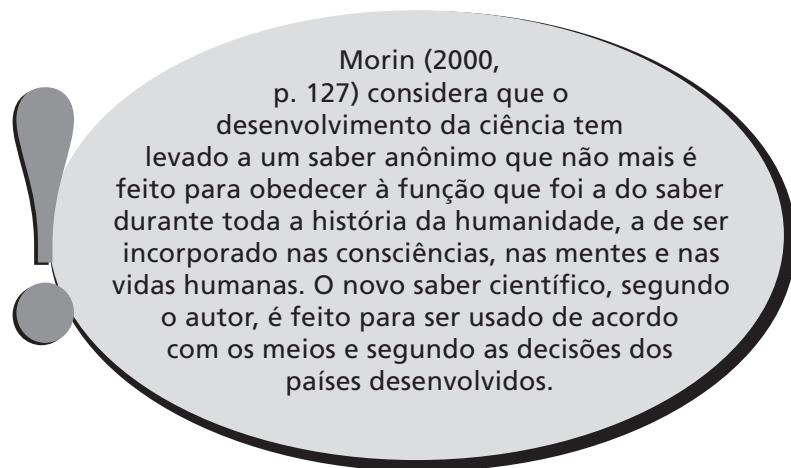 Morin (2000,
p. 127) considera que o
desenvolvimento da ciência tem
levado a um saber anônimo que não mais é
feito para obedecer à função que foi a do saber
durante toda a história da humanidade, a de ser
incorporado nas consciências, nas mentes e nas
vidas humanas. O novo saber científico, segundo
o autor, é feito para ser usado de acordo
com os meios e segundo as decisões dos
países desenvolvidos.